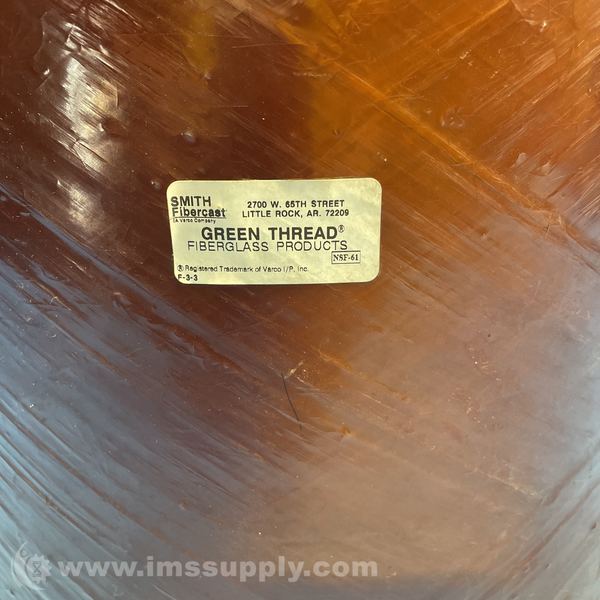 SMITH
Fibercast
(A Varco Company
2700 W. 65TH STREET
LITTLE ROCK, AR. 72209
GREEN THREAD®
FIBERGLASS PRODUCTS
NSF-61
® Registered Trademark of Varco I/P, Inc.
F-3-3
www.imssupply.com